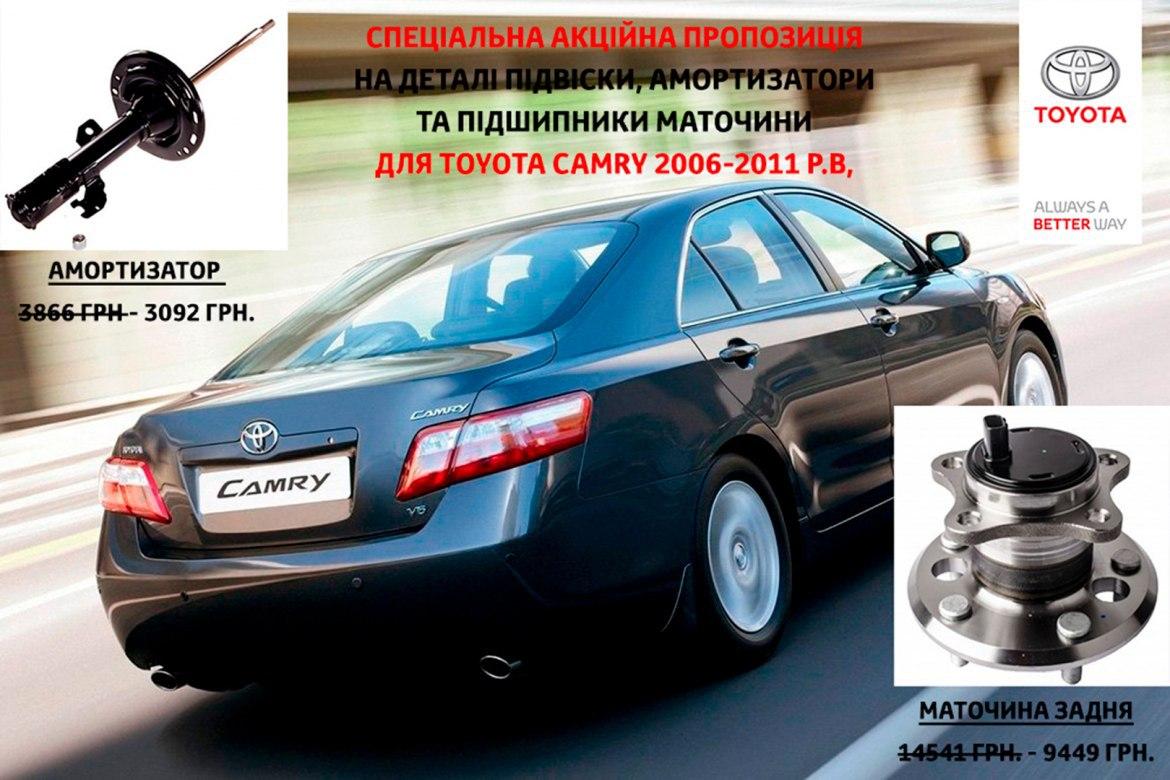 СПЕЦІАЛЬНА АКЦІЙНА ПРОПОЗИЦІЯ
НА ДЕТАЛІ ПІДВІСКИ, АМОРТИЗАТОРИ
ТА ПІДШИПНИКИ МАТОЧИНИ
ДЛЯ TOYOTA CAMRY 2006-2011 Р.В,
TOYOTA
ALWAYS A
BETTER WAY
АМОРТИЗАТОР
3866 ГРН - 3092 ГРН.
CAMRY
CAMRY
V6
МАТОЧИНА ЗАДНЯ
14541 ГРН. - 9449 ГРН.